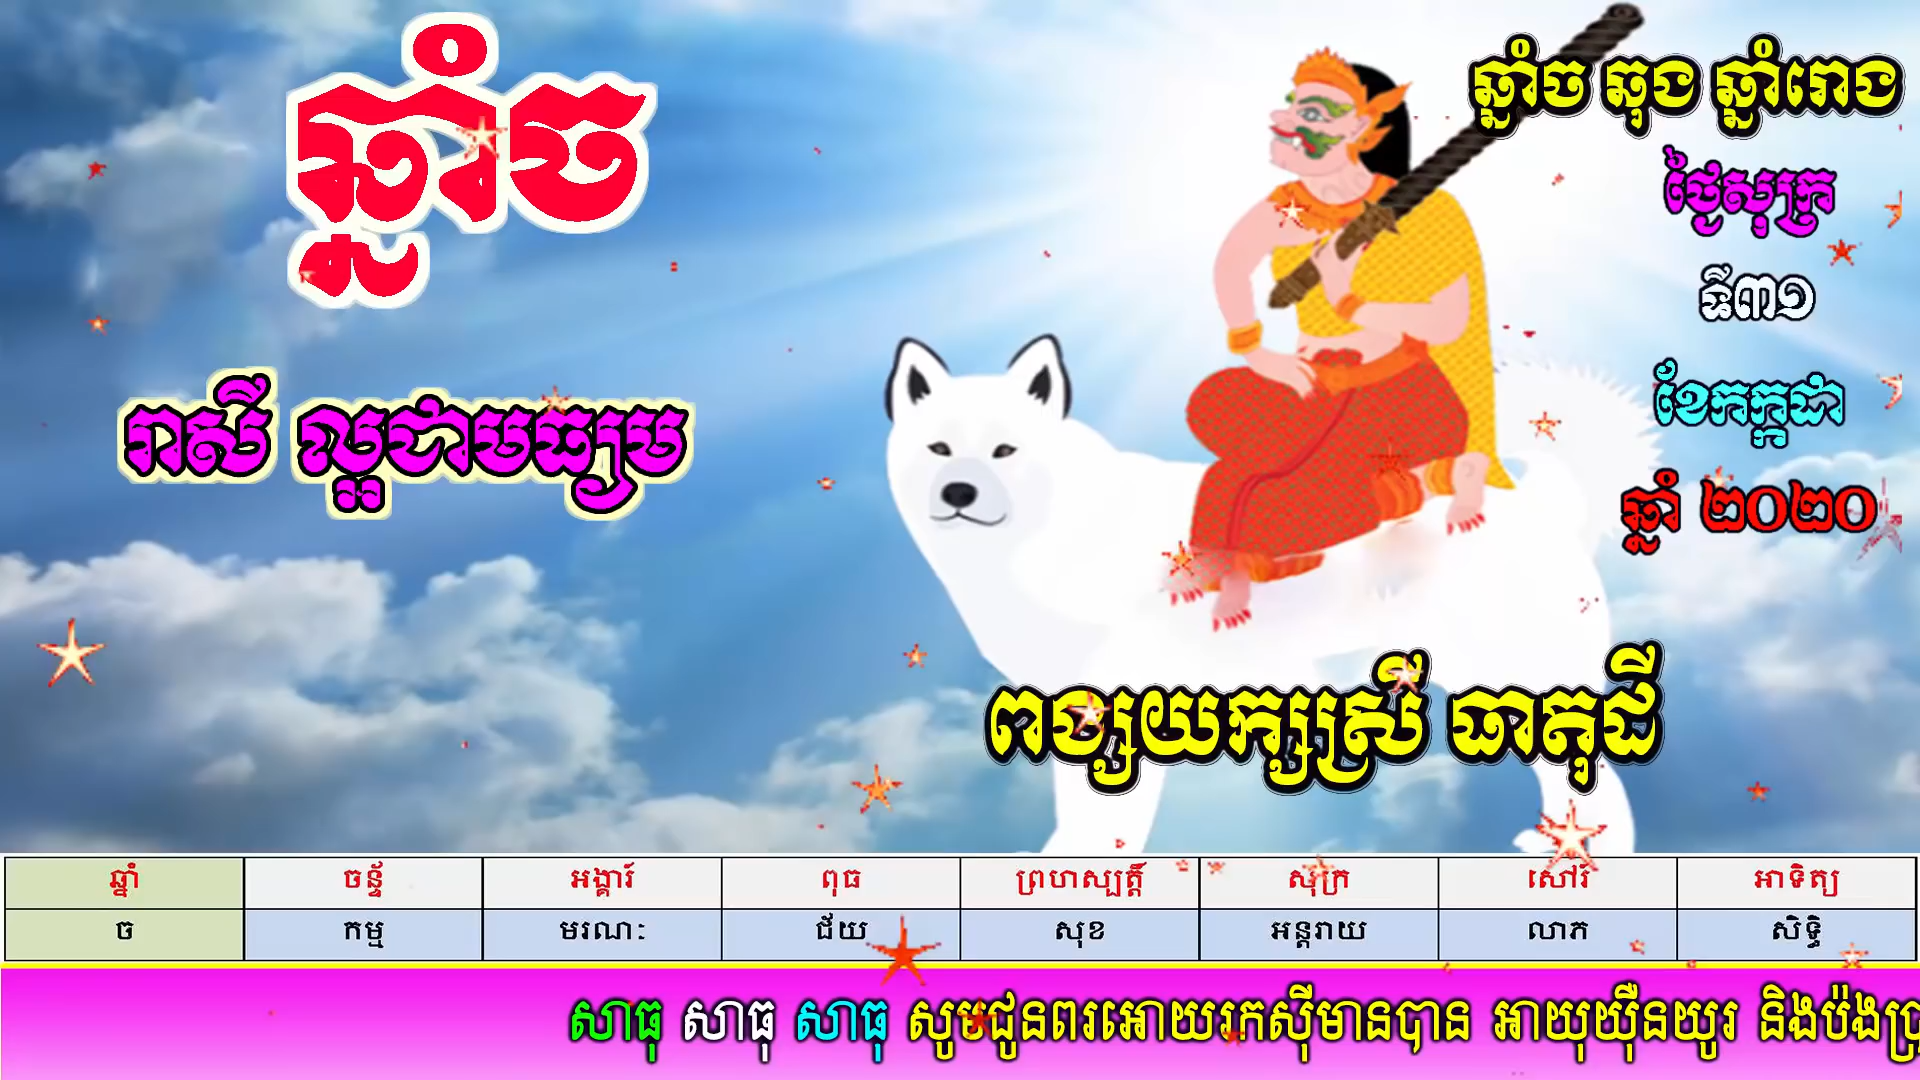 ឆ្នាំច
រាសី ល្អជាមធ្យម
ឆ្នាំច ឆុង ឆ្នាំរោង
ថ្ងៃសុក្រ
ទី៣១
ខែកក្កដា
ឆ្នាំ ២០២០
ពខ្សយក្សស្រី ធាតុដី
ឆ្នាំ ចន្ទ័ អង្គារ៍ ពុធ ព្រហស្បត្តិ៍ សុក្រ សៅរ៍ អាទិត្យ
ច កម្ម មរណៈ ជ័យ សុខ អន្តរាយ លាភ សិទ្ធិ
សាធុ សាធុ សាធុ សូមជូនពរអោយរកស៊ីមានបាន អាយុយ៉ឺនយូរ និងប៉ង